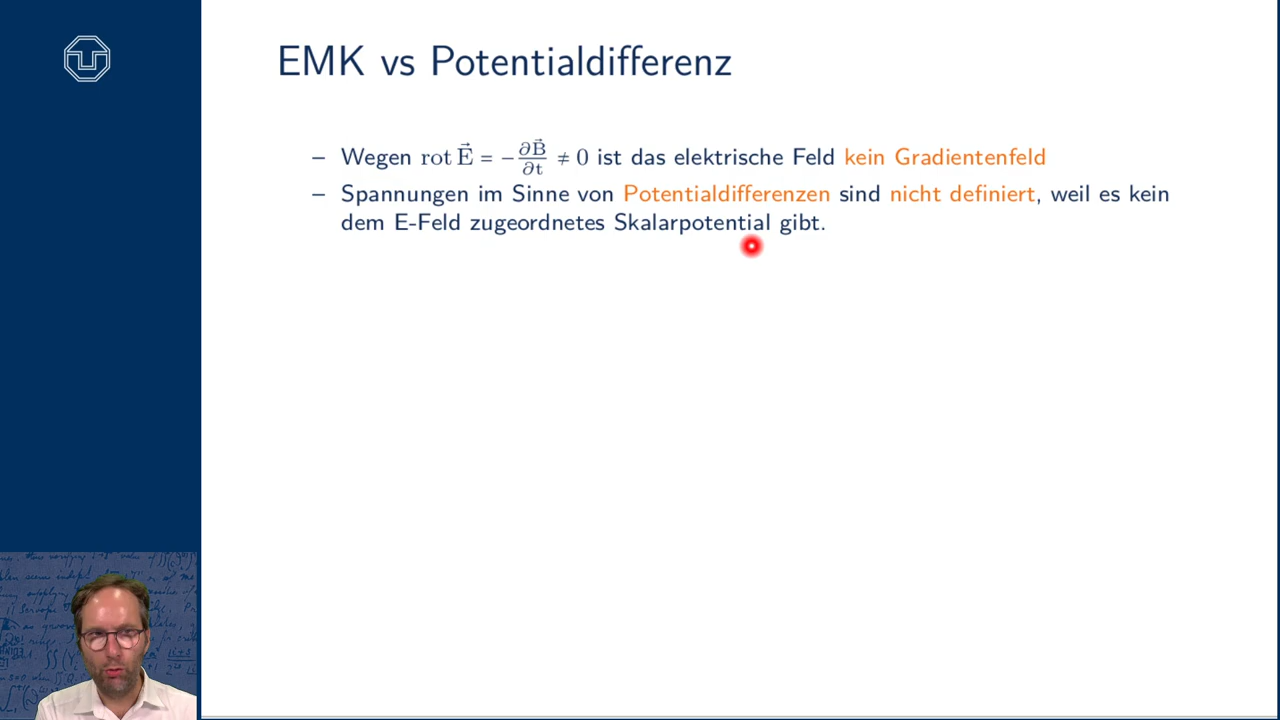 EMK vs Potentialdifferenz
– Wegen rot E⃗ = −∂B⃗/∂t ≠ 0 ist das elektrische Feld kein Gradientenfeld
– Spannungen im Sinne von Potentialdifferenzen sind nicht definiert, weil es kein
dem E-Feld zugeordnetes Skalarpotential gibt.